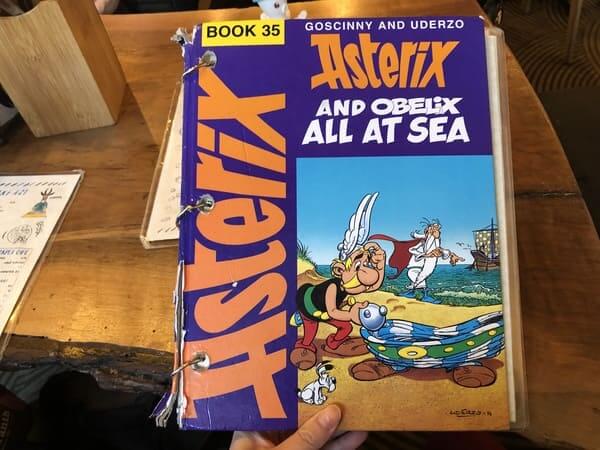 BOOK 35
GOSCINNY AND UDERZO
Asterix
AND OBELIX
ALL AT SEA
Asterix